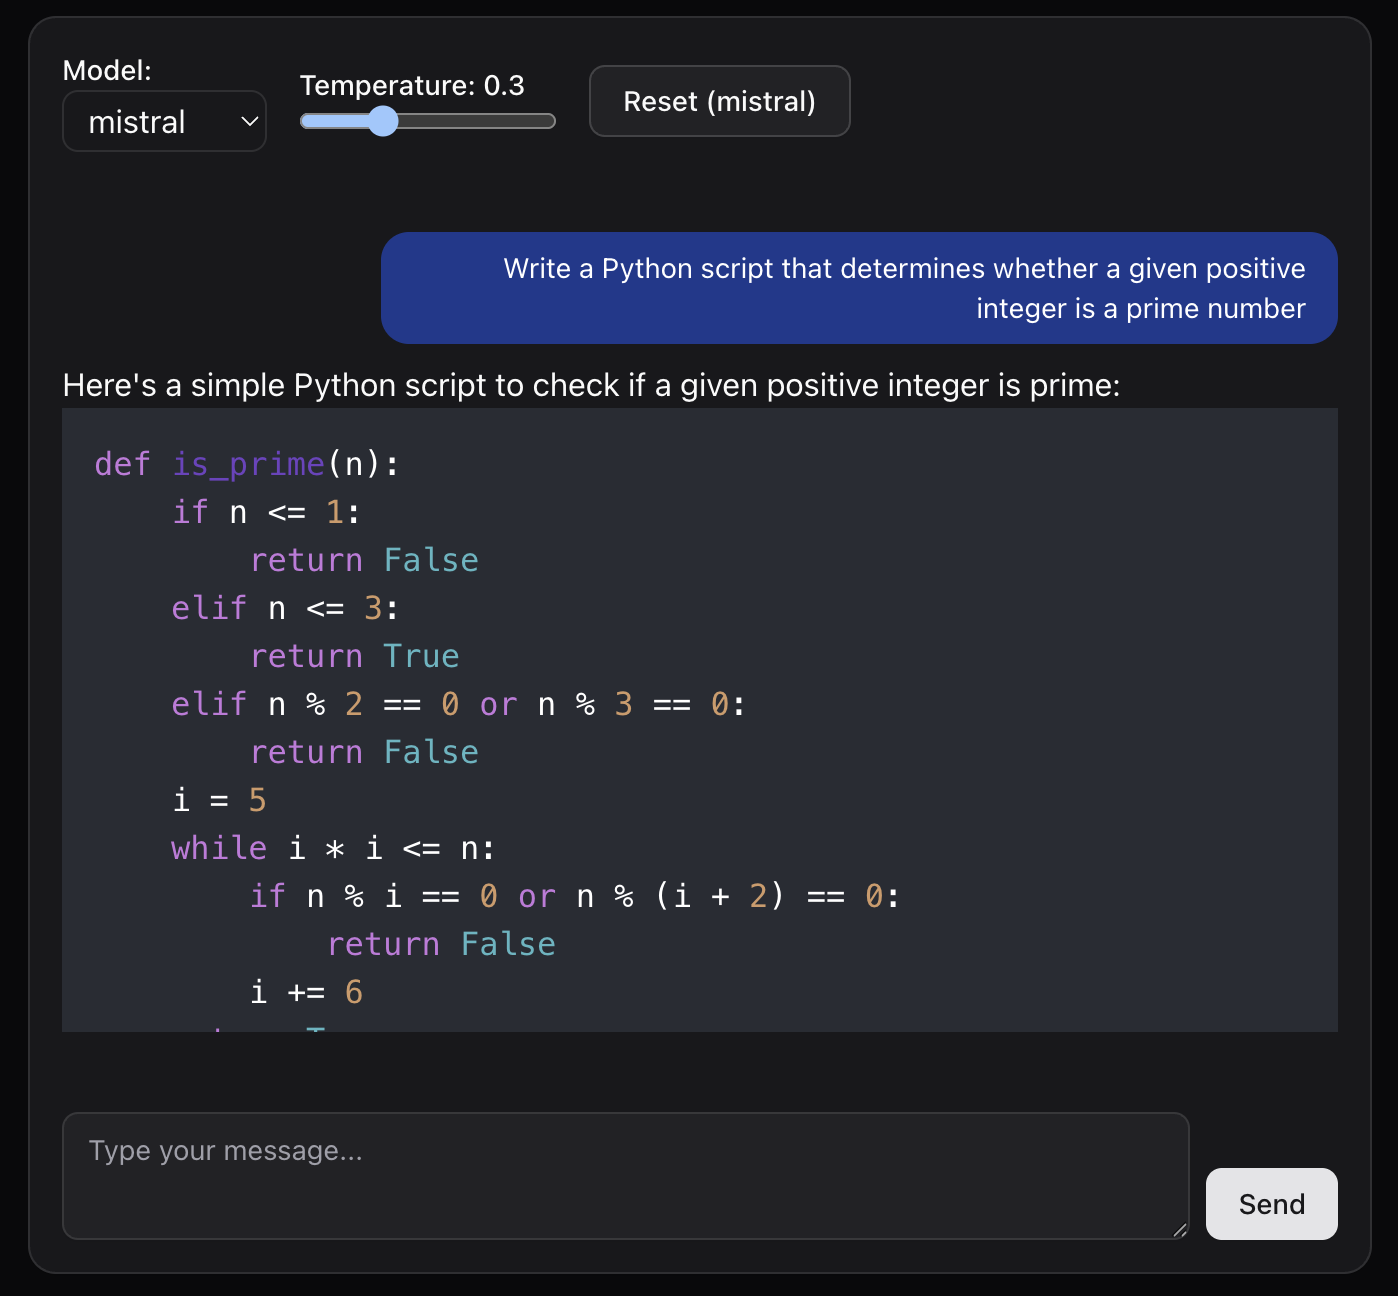 Model:
mistral
Temperature: 0.3
Reset (mistral)
Write a Python script that determines whether a given positive
integer is a prime number
Here's a simple Python script to check if a given positive integer is prime:
def is_prime(n):
    if n <= 1:
        return False
    elif n <= 3:
        return True
    elif n % 2 == 0 or n % 3 == 0:
        return False
    i = 5
    while i * i <= n:
        if n % i == 0 or n % (i + 2) == 0:
            return False
        i += 6
Type your message...
Send